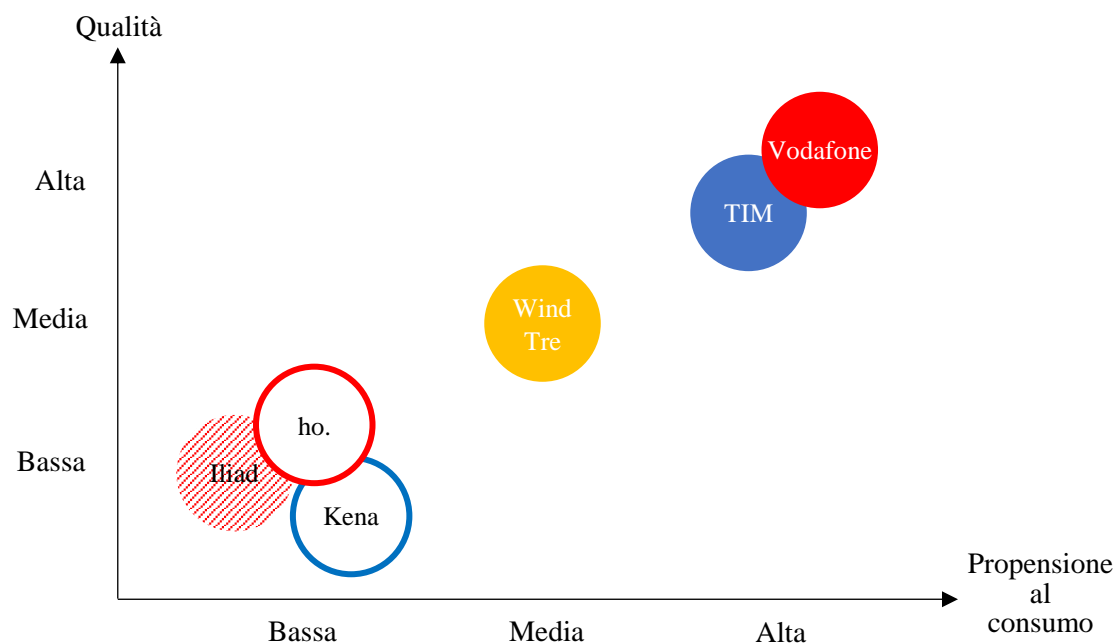 Qualità
Vodafone
Alta
TIM
Wind
Tre
Media
ho.
Bassa
Iliad
Kena
Propensione
al
consumo
Bassa
Media
Alta